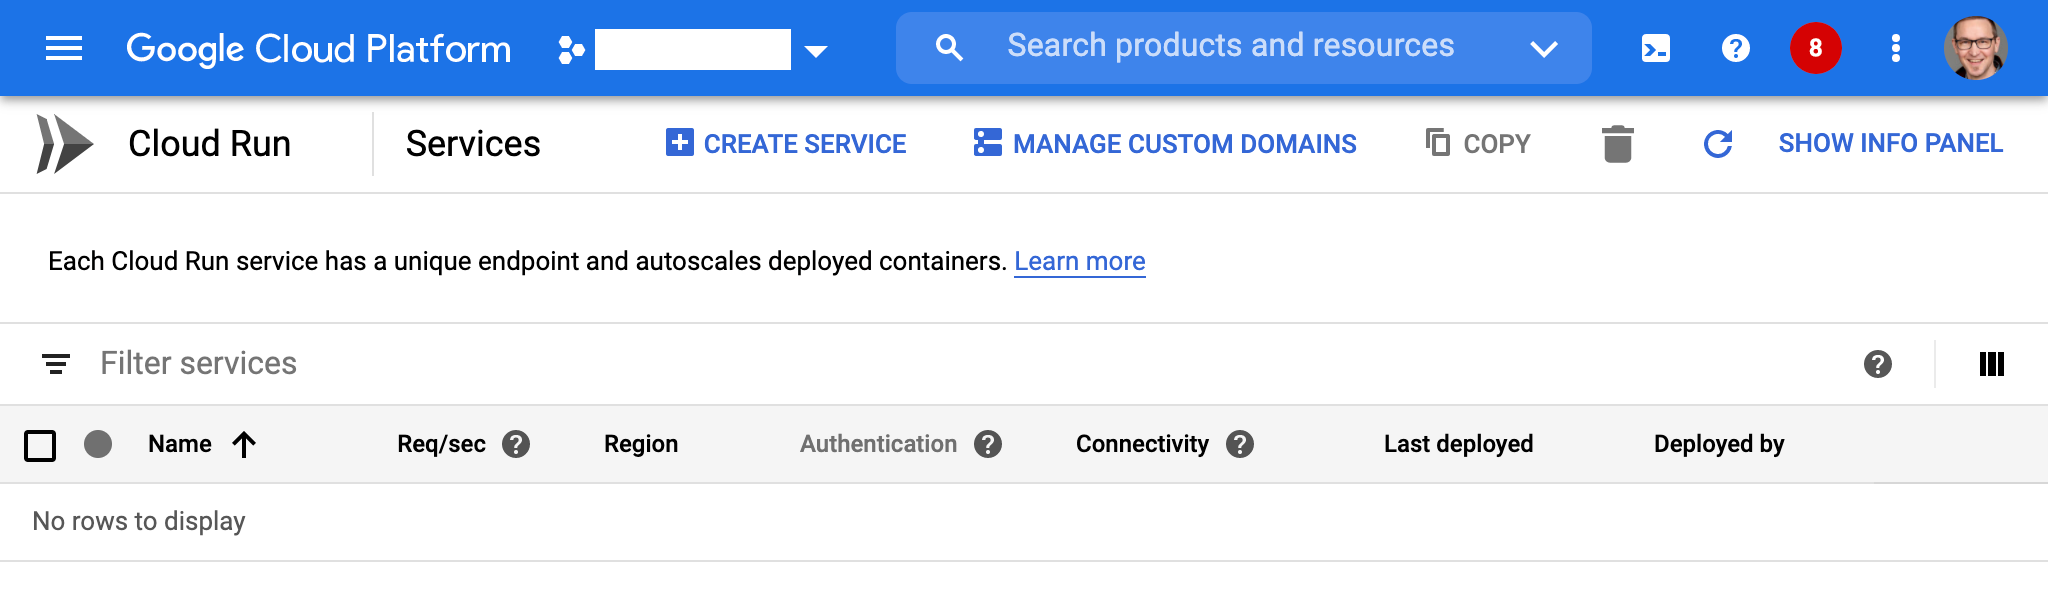 Google Cloud Platform Search products and resources 8
Cloud Run Services CREATE SERVICE MANAGE CUSTOM DOMAINS COPY SHOW INFO PANEL
Each Cloud Run service has a unique endpoint and autoscales deployed containers. Learn more
Filter services
Name Req/sec Region Authentication Connectivity Last deployed Deployed by
No rows to display